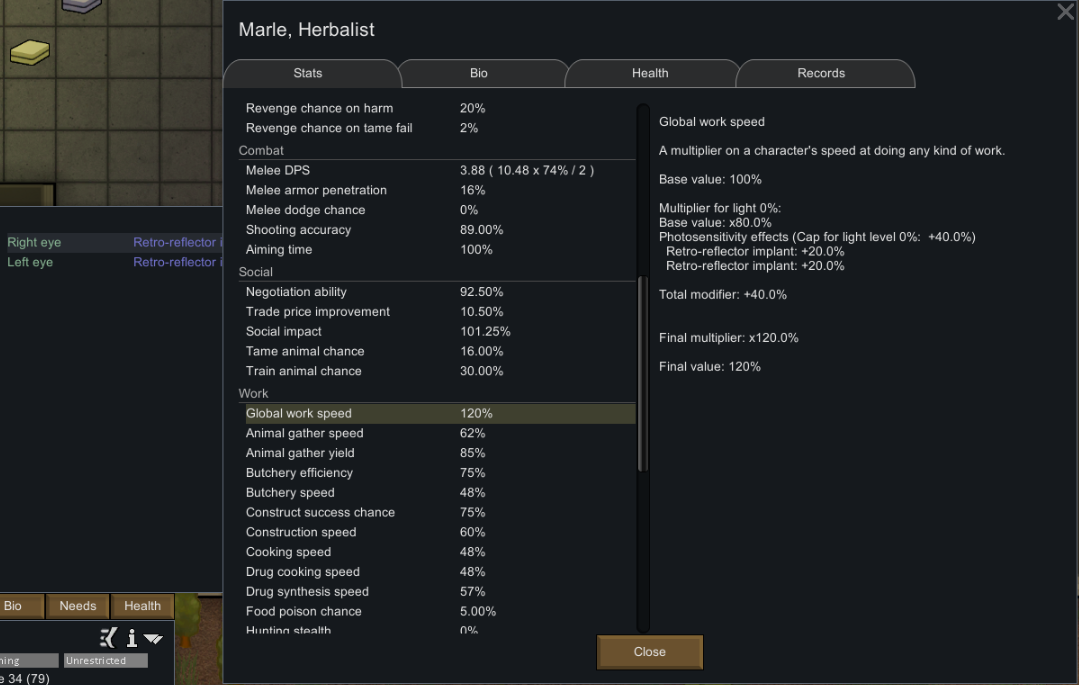 Marle, Herbalist
Stats
Bio
Health
Records
Revenge chance on harm 20%
Revenge chance on tame fail 2%
Combat
Melee DPS 3.88 ( 10.48 x 74% / 2 )
Melee armor penetration 16%
Melee dodge chance 0%
Shooting accuracy 89.00%
Aiming time 100%
Social
Negotiation ability 92.50%
Trade price improvement 10.50%
Social impact 101.25%
Tame animal chance 16.00%
Train animal chance 30.00%
Work
Global work speed 120%
Animal gather speed 62%
Animal gather yield 85%
Butchery efficiency 75%
Butchery speed 48%
Construct success chance 75%
Construction speed 60%
Cooking speed 48%
Drug cooking speed 48%
Drug synthesis speed 57%
Food poison chance 5.00%
Hunting stealth 0%
Global work speed
A multiplier on a character's speed at doing any kind of work.
Base value: 100%
Multiplier for light 0%:
Base value: x80.0%
Photosensitivity effects (Cap for light level 0%: +40.0%)
Retro-reflector implant: +20.0%
Retro-reflector implant: +20.0%
Total modifier: +40.0%
Final multiplier: x120.0%
Final value: 120%
Close
Right eye Retro-reflector i
Left eye Retro-reflector i
Bio
Needs
Health
ning
Unrestricted
e 34 (79)